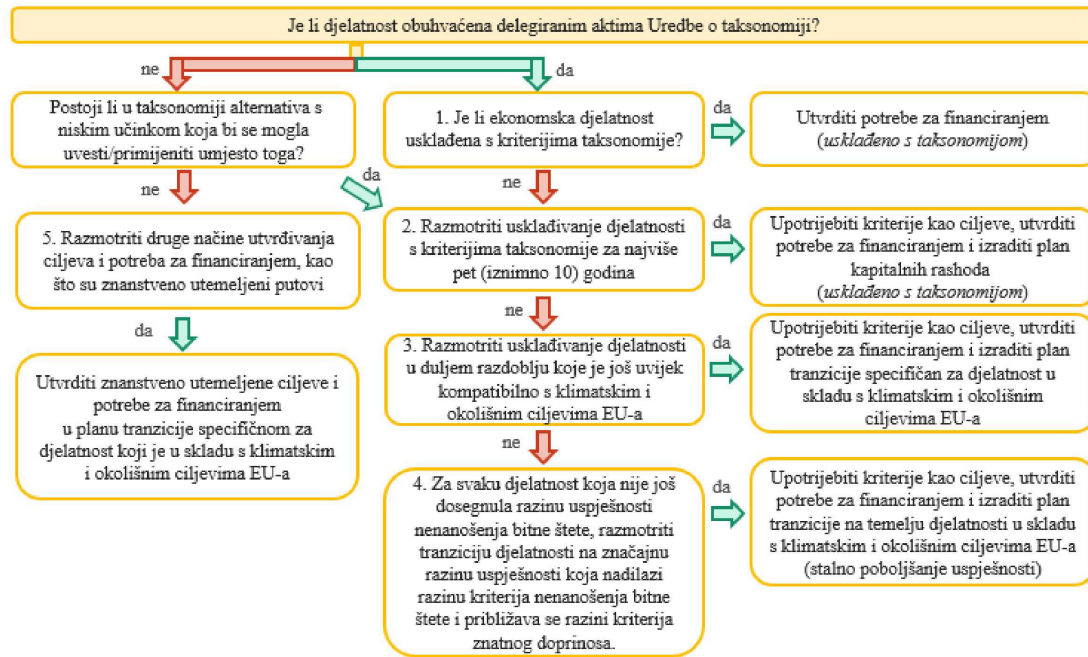 Je li djelatnost obuhvaćena delegiranim aktima Uredbe o taksonomiji?
ne
da
Postoji li u taksonomiji alternativa s
niskim učinkom koja bi se mogla
uvesti/primijeniti umjesto toga?
1. Je li ekonomska djelatnost
usklađena s kriterijima taksonomije?
da
Utvrditi potrebe za financiranjem
(usklađeno s taksonomijom)
ne
da
ne
5. Razmotriti druge načine utvrđivanja
ciljeva i potreba za financiranjem, kao
što su znanstveno utemeljeni putovi
2. Razmotriti usklađivanje djelatnosti
s kriterijima taksonomije za najviše
pet (iznimno 10) godina
da
Upotrijebiti kriterije kao ciljeve, utvrditi
potrebe za financiranjem i izraditi plan
kapitalnih rashoda
(usklađeno s taksonomijom)
da
ne
Utvrditi znanstveno utemeljene ciljeve i
potrebe za financiranjem
u planu tranzicije specifičnom za
djelatnost koji je u skladu s klimatskim
i okolišnim ciljevima EU-a
3. Razmotriti usklađivanje djelatnosti
u duljem razdoblju koje je još uvijek
kompatibilno s klimatskim i
okolišnim ciljevima EU-a
da
Upotrijebiti kriterije kao ciljeve, utvrditi
potrebe za financiranjem i izraditi plan
tranzicije specifičan za djelatnost u
skladu s klimatskim i okolišnim
ciljevima EU-a
ne
4. Za svaku djelatnost koja nije još
dosegnula razinu uspješnosti
nenanošenja bitne štete, razmotriti
tranziciju djelatnosti na značajnu
razinu uspješnosti koja nadilazi
razinu kriterija nenanošenja bitne
štete i približava se razini kriterija
znatnog doprinosa.
da
Upotrijebiti kriterije kao ciljeve, utvrditi
potrebe za financiranjem i izraditi plan
tranzicije na temelju djelatnosti u skladu
s klimatskim i okolišnim ciljevima EU-a
(stalno poboljšanje uspješnosti)